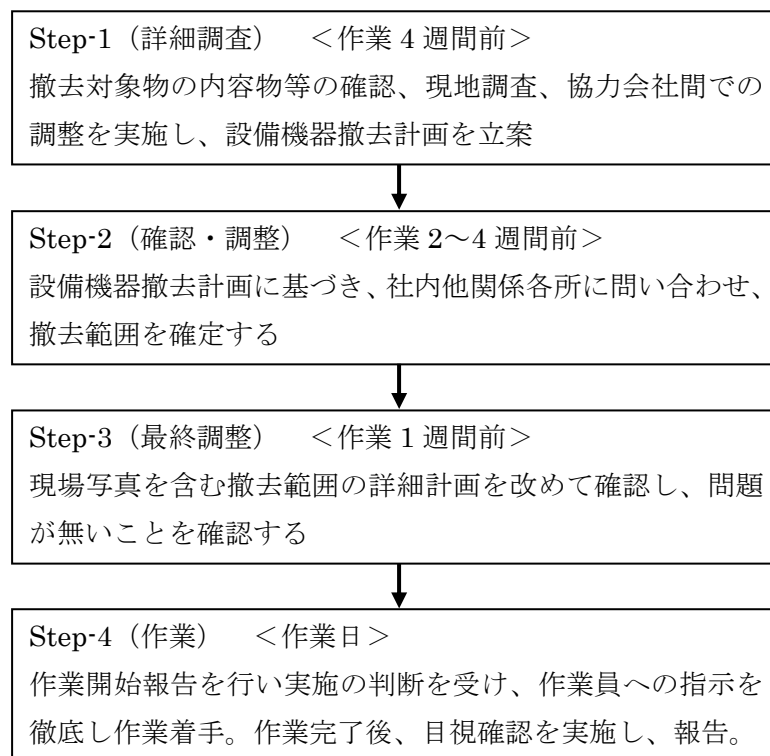 Step-1（詳細調査）　＜作業 4 週間前＞
撤去対象物の内容物等の確認、現地調査、協力会社間での
調整を実施し、設備機器撤去計画を立案
Step-2（確認・調整）　＜作業 2～4 週間前＞
設備機器撤去計画に基づき、社内他関係各所に問い合わせ、
撤去範囲を確定する
Step-3（最終調整）　＜作業 1 週間前＞
現場写真を含む撤去範囲の詳細計画を改めて確認し、問題
が無いことを確認する
Step-4（作業）　＜作業日＞
作業開始報告を行い実施の判断を受け、作業員への指示を
徹底し作業着手。作業完了後、目視確認を実施し、報告。